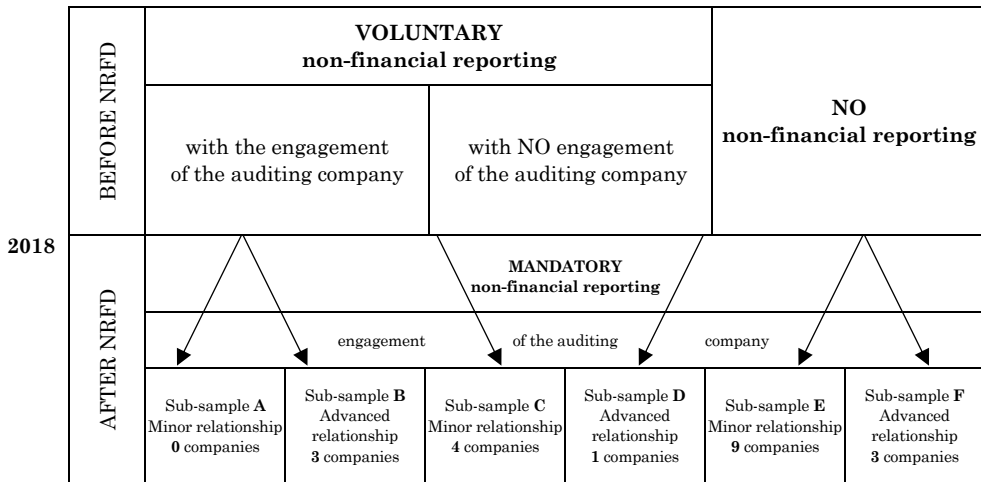 2018
BEFORE NRFD
VOLUNTARY
non-financial reporting
with the engagement
of the auditing company
with NO engagement
of the auditing company
NO
non-financial reporting
AFTER NRFD
MANDATORY
non-financial reporting
engagement of the auditing company
Sub-sample A
Minor relationship
0 companies
Sub-sample B
Advanced
relationship
3 companies
Sub-sample C
Minor relationship
4 companies
Sub-sample D
Advanced
relationship
1 companies
Sub-sample E
Minor relationship
9 companies
Sub-sample F
Advanced
relationship
3 companies